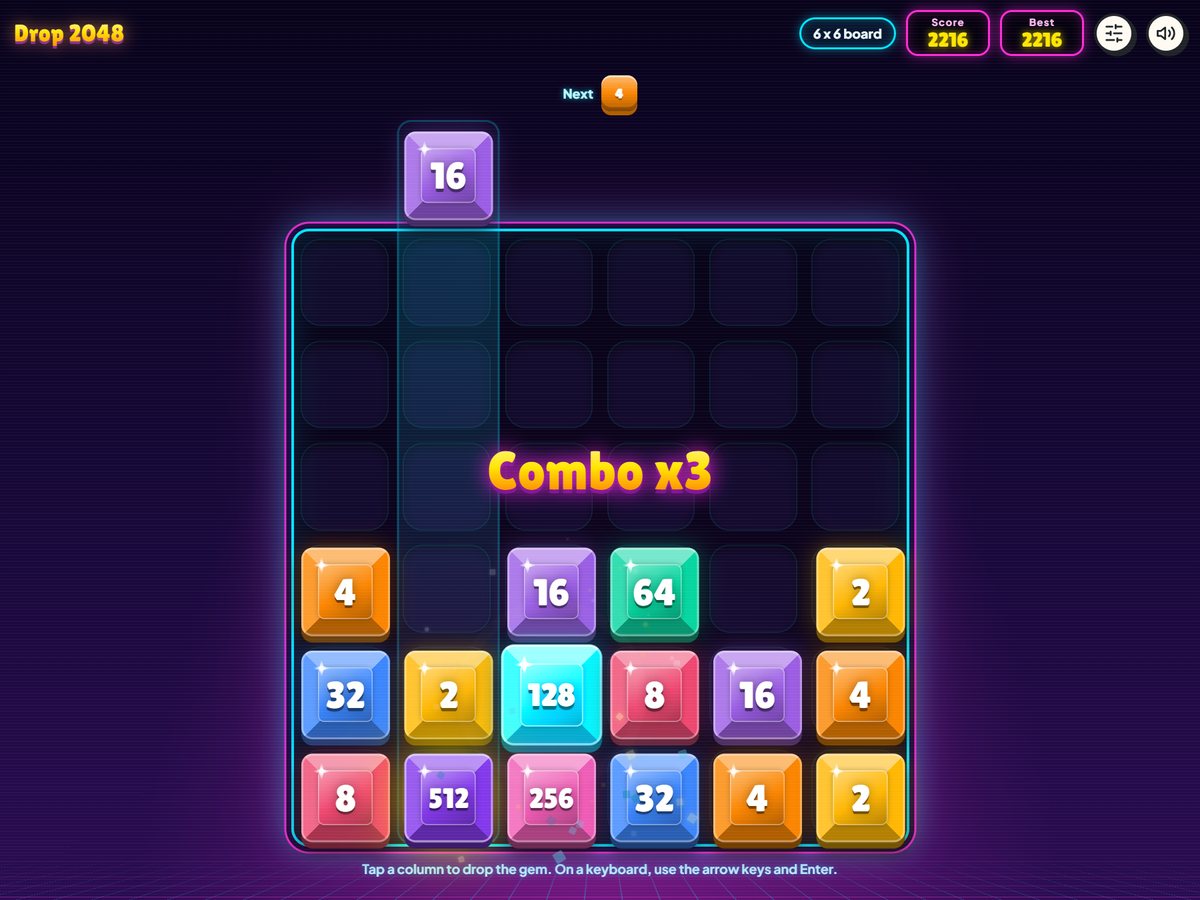 Drop 2048
6 x 6 board
Score
2216
Best
2216
Next 4
16
Combo x3
4 16 64 2
32 2 128 8 16 4
8 512 256 32 4 2
Tap a column to drop the gem. On a keyboard, use the arrow keys and Enter.